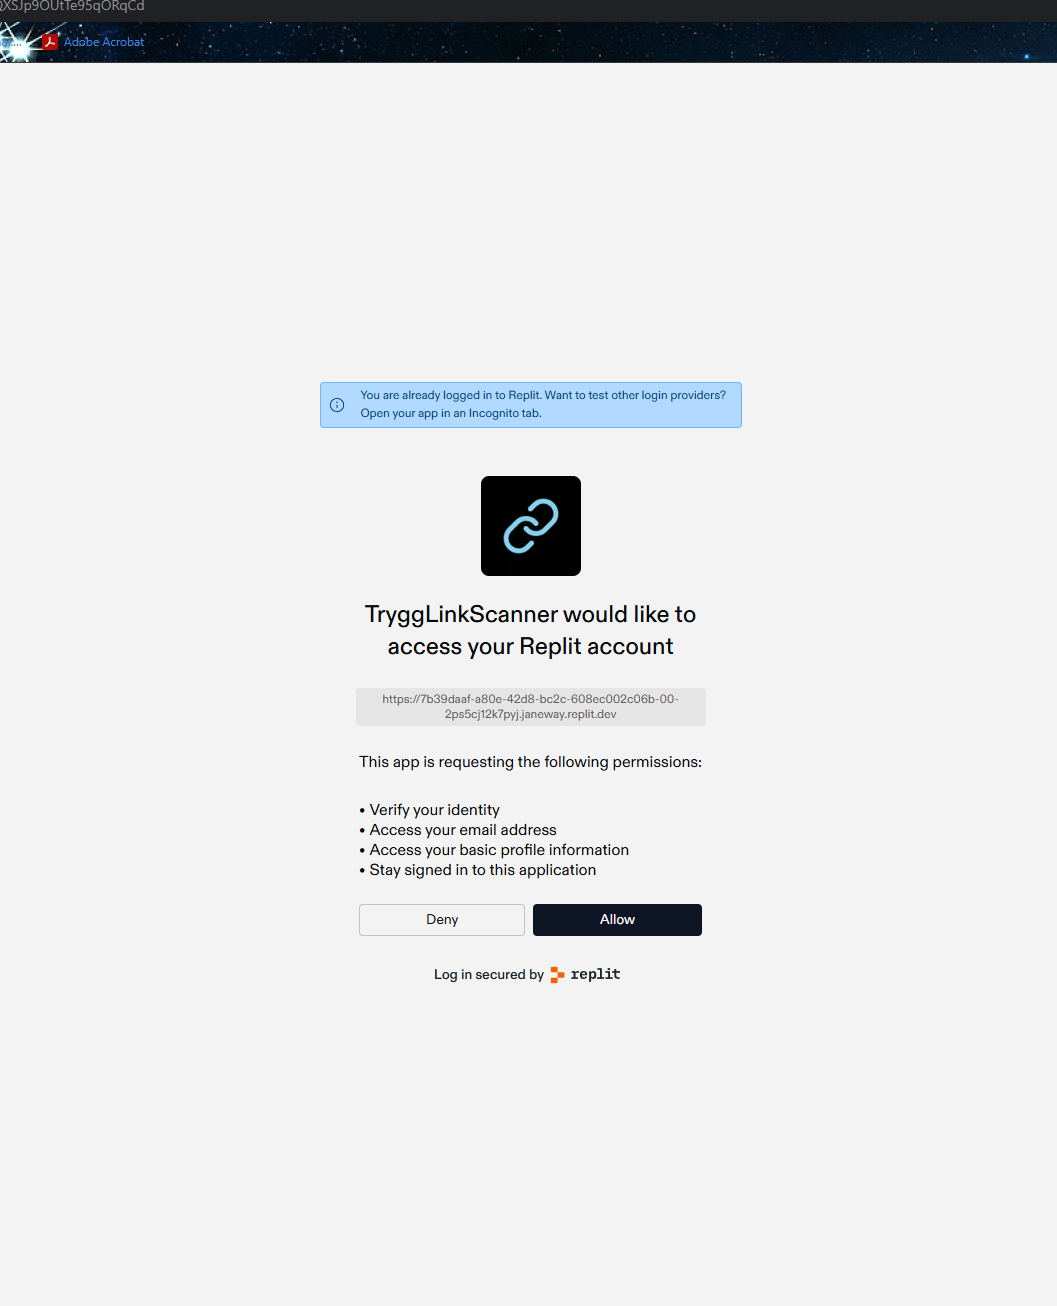 Adobe Acrobat
You are already logged in to Replit. Want to test other login providers?
Open your app in an Incognito tab.
TryggLinkScanner would like to
access your Replit account
https://7b39daaf-a80e-42d8-bc2c-608ec002c06b-00-
2ps5cj12k7pyj.janeway.replit.dev
This app is requesting the following permissions:
• Verify your identity
• Access your email address
• Access your basic profile information
• Stay signed in to this application
Deny Allow
Log in secured by replit